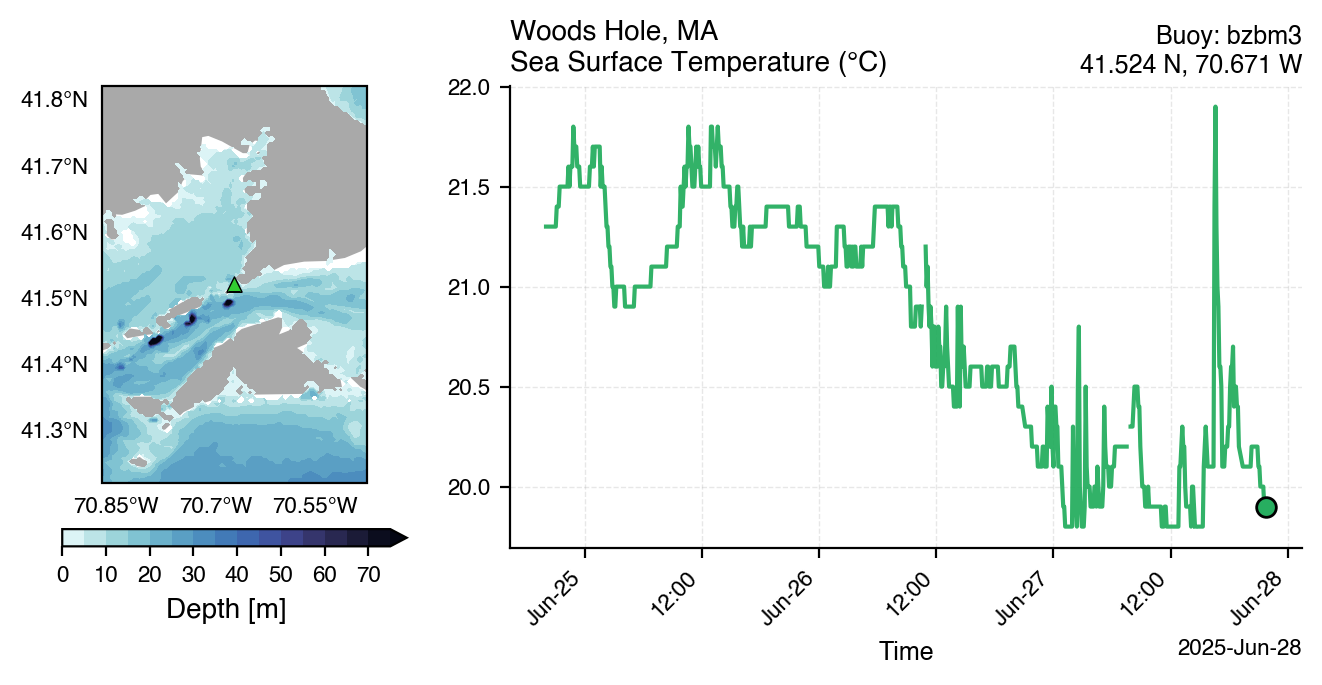 Woods Hole, MA
Sea Surface Temperature (°C)
Buoy: bzbm3
41.524 N, 70.671 W
41.8°N
41.7°N
41.6°N
41.5°N
41.4°N
41.3°N
70.85°W 70.7°W 70.55°W
0 10 20 30 40 50 60 70
Depth [m]
22.0
21.5
21.0
20.5
20.0
Jun-25 12:00 Jun-26 12:00 Jun-27 12:00 Jun-28
Time
2025-Jun-28